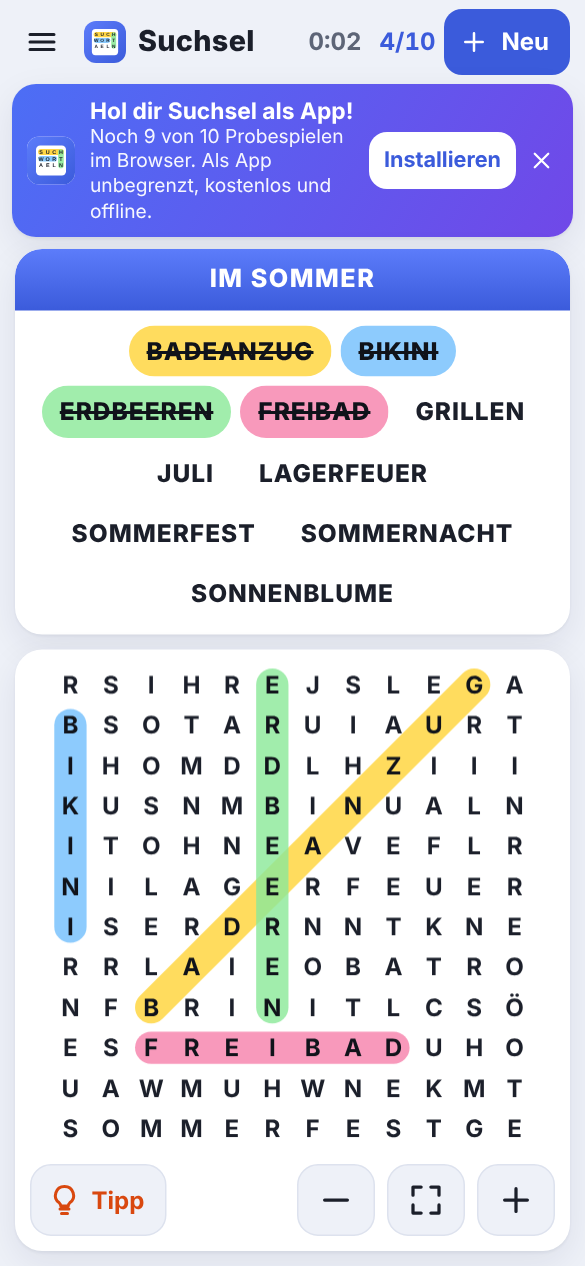 Suchsel 0:02 4/10 + Neu
Hol dir Suchsel als App!
Noch 9 von 10 Probespielen
im Browser. Als App
unbegrenzt, kostenlos und
offline.
Installieren
IM SOMMER
BADEANZUG BIKINI
ERDBEEREN FREIBAD GRILLEN
JULI LAGERFEUER
SOMMERFEST SOMMERNACHT
SONNENBLUME
R S I H R E J S L E G A
B S O T A R U I A U R T
I H O M D D L H Z I I I
K U S N M B I N U A L N
I T O H N E A V E F L R
N I L A G E R F E U E R
I S E R D R N N T K N E
R R L A I E O B A T R O
N F B R I N I T L C S Ö
E S F R E I B A D U H O
U A W M U H W N E K M T
S O M M E R F E S T G E
Tipp